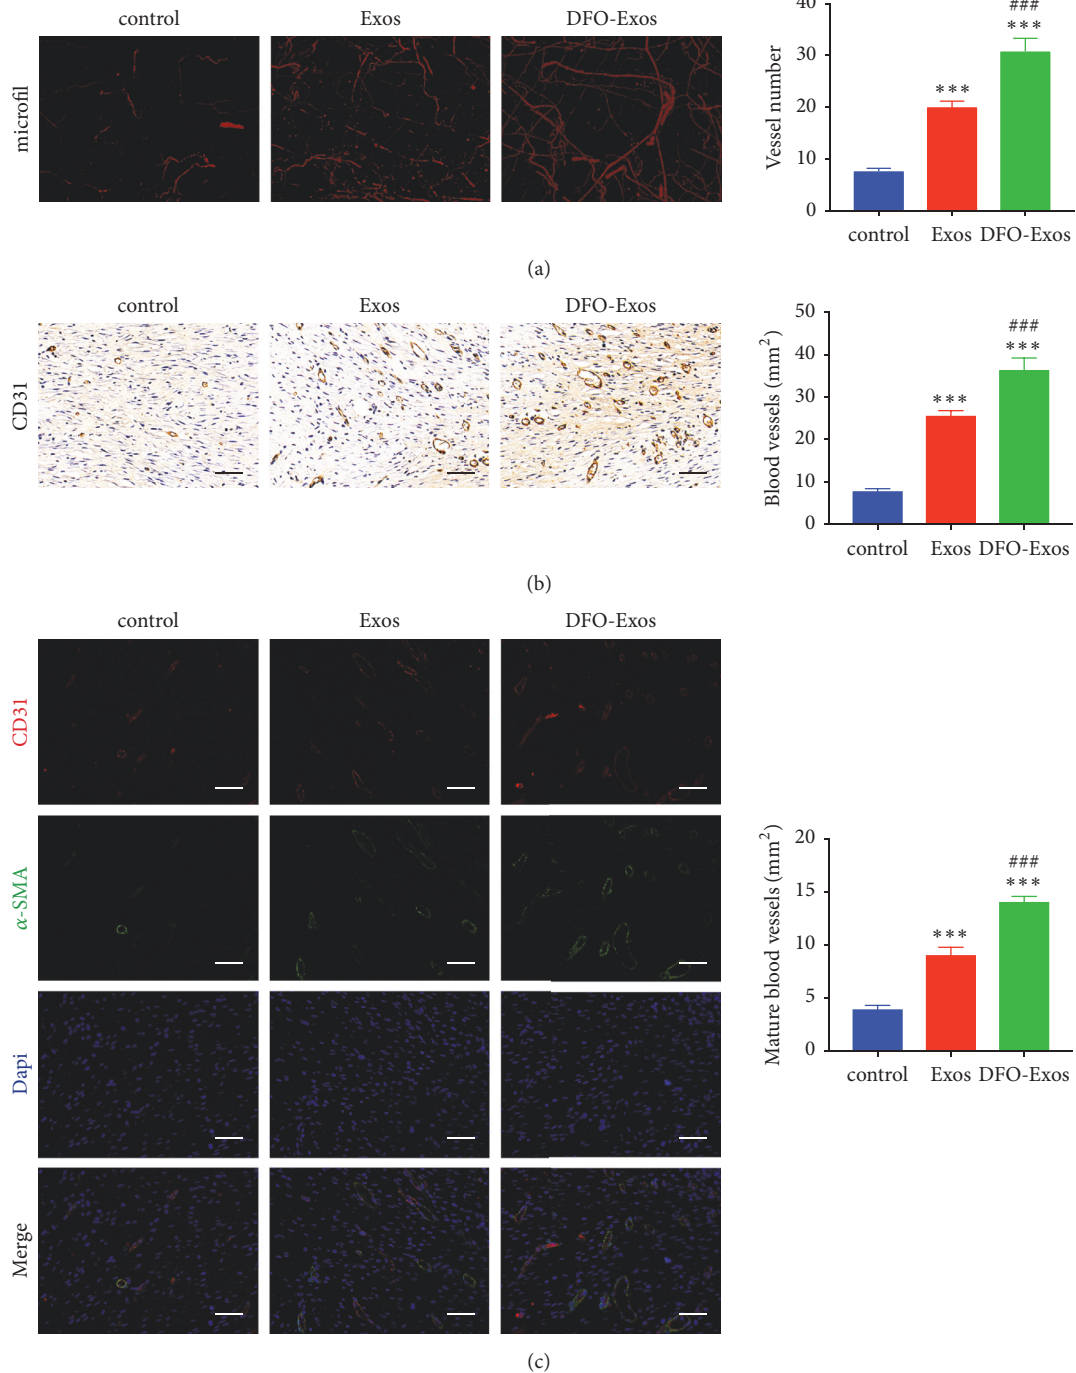 control Exos DFO-Exos
microfil
40
30
20
10
0
Vessel number
***
###
***
control Exos DFO-Exos
(a)
control Exos DFO-Exos
CD31
50
40
30
20
10
0
Blood vessels (mm²)
***
###
***
control Exos DFO-Exos
(b)
control Exos DFO-Exos
CD31
α-SMA
Dapi
Merge
20
15
10
5
0
Mature blood vessels (mm²)
***
###
***
control Exos DFO-Exos
(c)